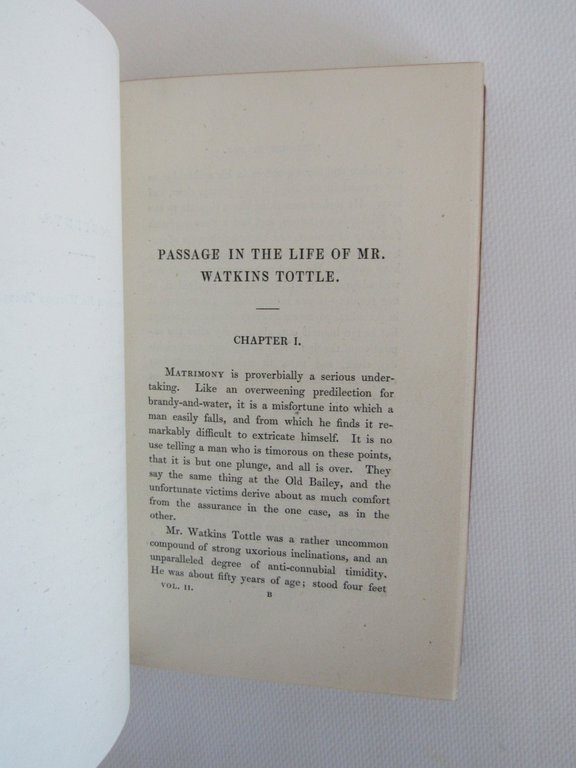 PASSAGE IN THE LIFE OF MR.
WATKINS TOTTLE.
CHAPTER I.
MATRIMONY is proverbially a serious under-
taking. Like an overweening predilection for
brandy-and-water, it is a misfortune into which a
man easily falls, and from which he finds it re-
markably difficult to extricate himself. It is no
use telling a man who is timorous on these points,
that it is but one plunge, and all is over. They
say the same thing at the Old Bailey, and the
unfortunate victims derive about as much comfort
from the assurance in the one case, as in the
other.
Mr. Watkins Tottle was a rather uncommon
compound of strong uxorious inclinations, and an
unparalleled degree of anti-connubial timidity.
He was about fifty years of age; stood four feet
VOL. II. B